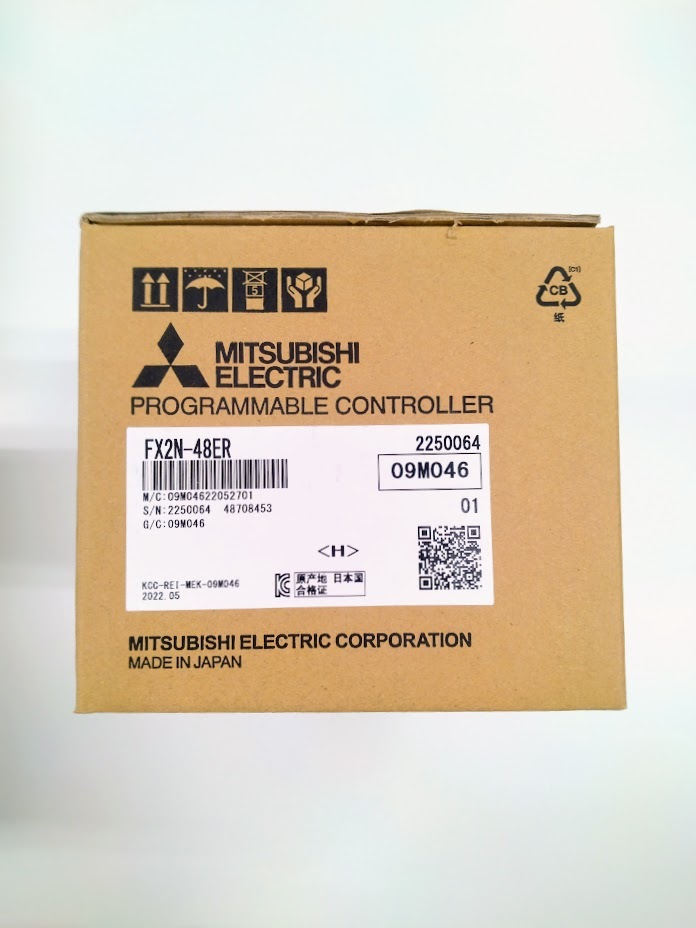 5
[C1]
CB
纸
MITSUBISHI
ELECTRIC
PROGRAMMABLE CONTROLLER
FX2N-48ER
2250064
09M046
M/C:09M04622052701
S/N:2250064 48708453
01
G/C:09M046
<H>
KCC-REI-MEK-09M046
2022.05
原产地 日本国
合格证
MITSUBISHI ELECTRIC CORPORATION
MADE IN JAPAN